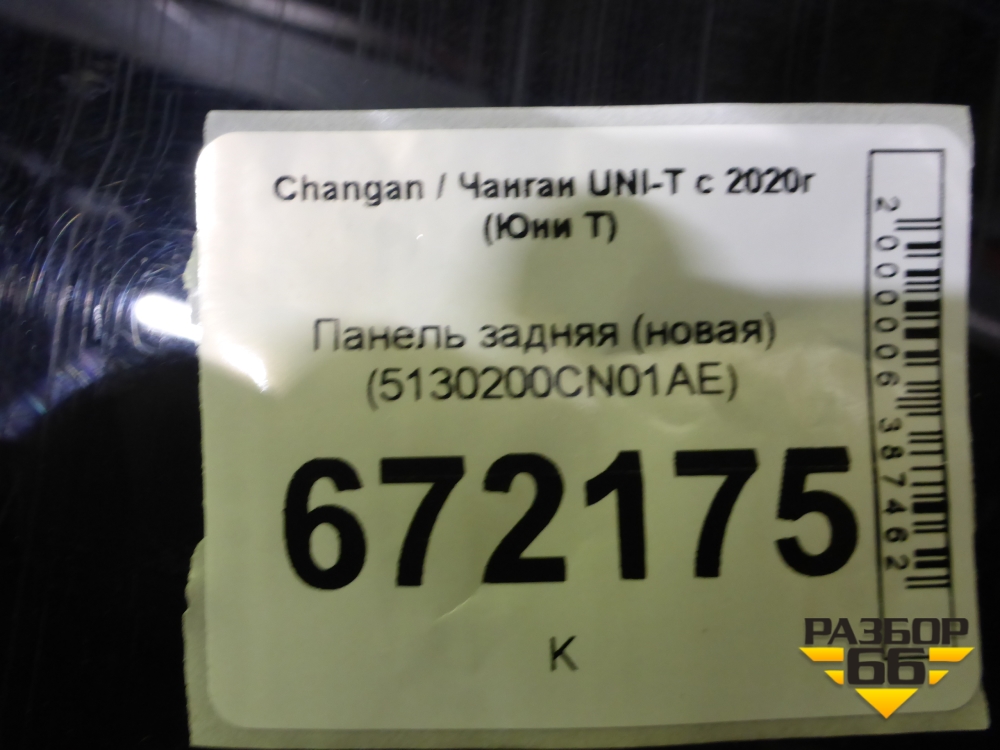 Changan / Чанган UNI-T с 2020г
(Юни Т)
Панель задняя (новая)
(5130200CN01AE)
672175
К
2000006387462
РАЗБОР
66